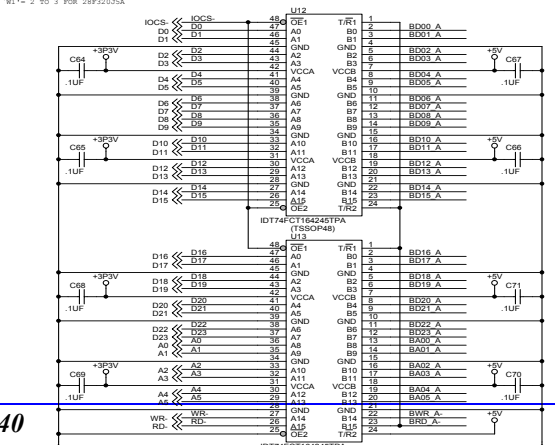 W1'= 2 TO 3 FOR 28F320J5A
U12
IOCS- IOCS- 48 OE1 T/R1 1
D0 D0 47 A0 B0 2 BD00_A
D1 D1 46 A1 B1 3 BD01_A
45 GND GND 4
+3P3V D2 D2 44 A2 B2 5 BD02_A +5V
C64 D3 D3 43 A3 B3 6 BD03_A C67
42 VCCA VCCB 7
.1UF D4 D4 41 A4 B4 8 BD04_A .1UF
D5 D5 40 A5 B5 9 BD05_A
39 GND GND 10
D6 D6 38 A6 B6 11 BD06_A
D7 D7 37 A7 B7 12 BD07_A
D8 D8 36 A8 B8 13 BD08_A
D9 D9 35 A9 B9 14 BD09_A
34 GND GND 15
+3P3V D10 D10 33 A10 B10 16 BD10_A +5V
C65 D11 D11 32 A11 B11 17 BD11_A C66
31 VCCA VCCB 18
.1UF D12 D12 30 A12 B12 19 BD12_A .1UF
D13 D13 29 A13 B13 20 BD13_A
28 GND GND 21
D14 D14 27 A14 B14 22 BD14_A
D15 D15 26 A15 B15 23 BD15_A
25 OE2 T/R2 24
IDT74FCT164245TPA
(TSSOP48)
U13
48 OE1 T/R1 1
D16 D16 47 A0 B0 2 BD16_A
D17 D17 46 A1 B1 3 BD17_A
45 GND GND 4
+3P3V D18 D18 44 A2 B2 5 BD18_A +5V
C68 D19 D19 43 A3 B3 6 BD19_A C71
42 VCCA VCCB 7
.1UF D20 D20 41 A4 B4 8 BD20_A .1UF
D21 D21 40 A5 B5 9 BD21_A
39 GND GND 10
D22 D22 38 A6 B6 11 BD22_A
D23 D23 37 A7 B7 12 BD23_A
A0 A0 36 A8 B8 13 BA00_A
A1 A1 35 A9 B9 14 BA01_A
34 GND GND 15
+3P3V A2 A2 33 A10 B10 16 BA02_A +5V
C69 A3 A3 32 A11 B11 17 BA03_A C70
31 VCCA VCCB 18
.1UF A4 A4 30 A12 B12 19 BA04_A .1UF
A5 A5 29 A13 B13 20 BA05_A
28 GND GND 21
40 WR- WR- 27 A14 B14 22 BWR_A- +5V
RD- RD- 26 A15 B15 23 BRD_A-
25 OE2 T/R2 24